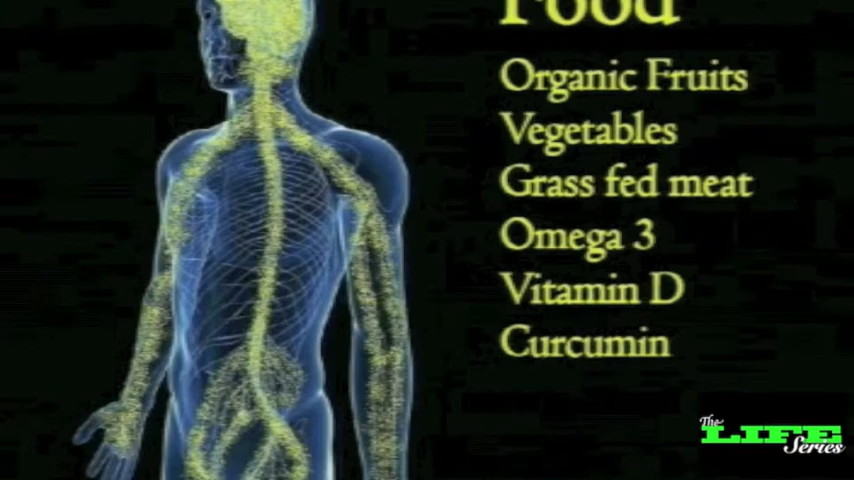 Food
Organic Fruits
Vegetables
Grass fed meat
Omega 3
Vitamin D
Curcumin
The
LIFE
Series